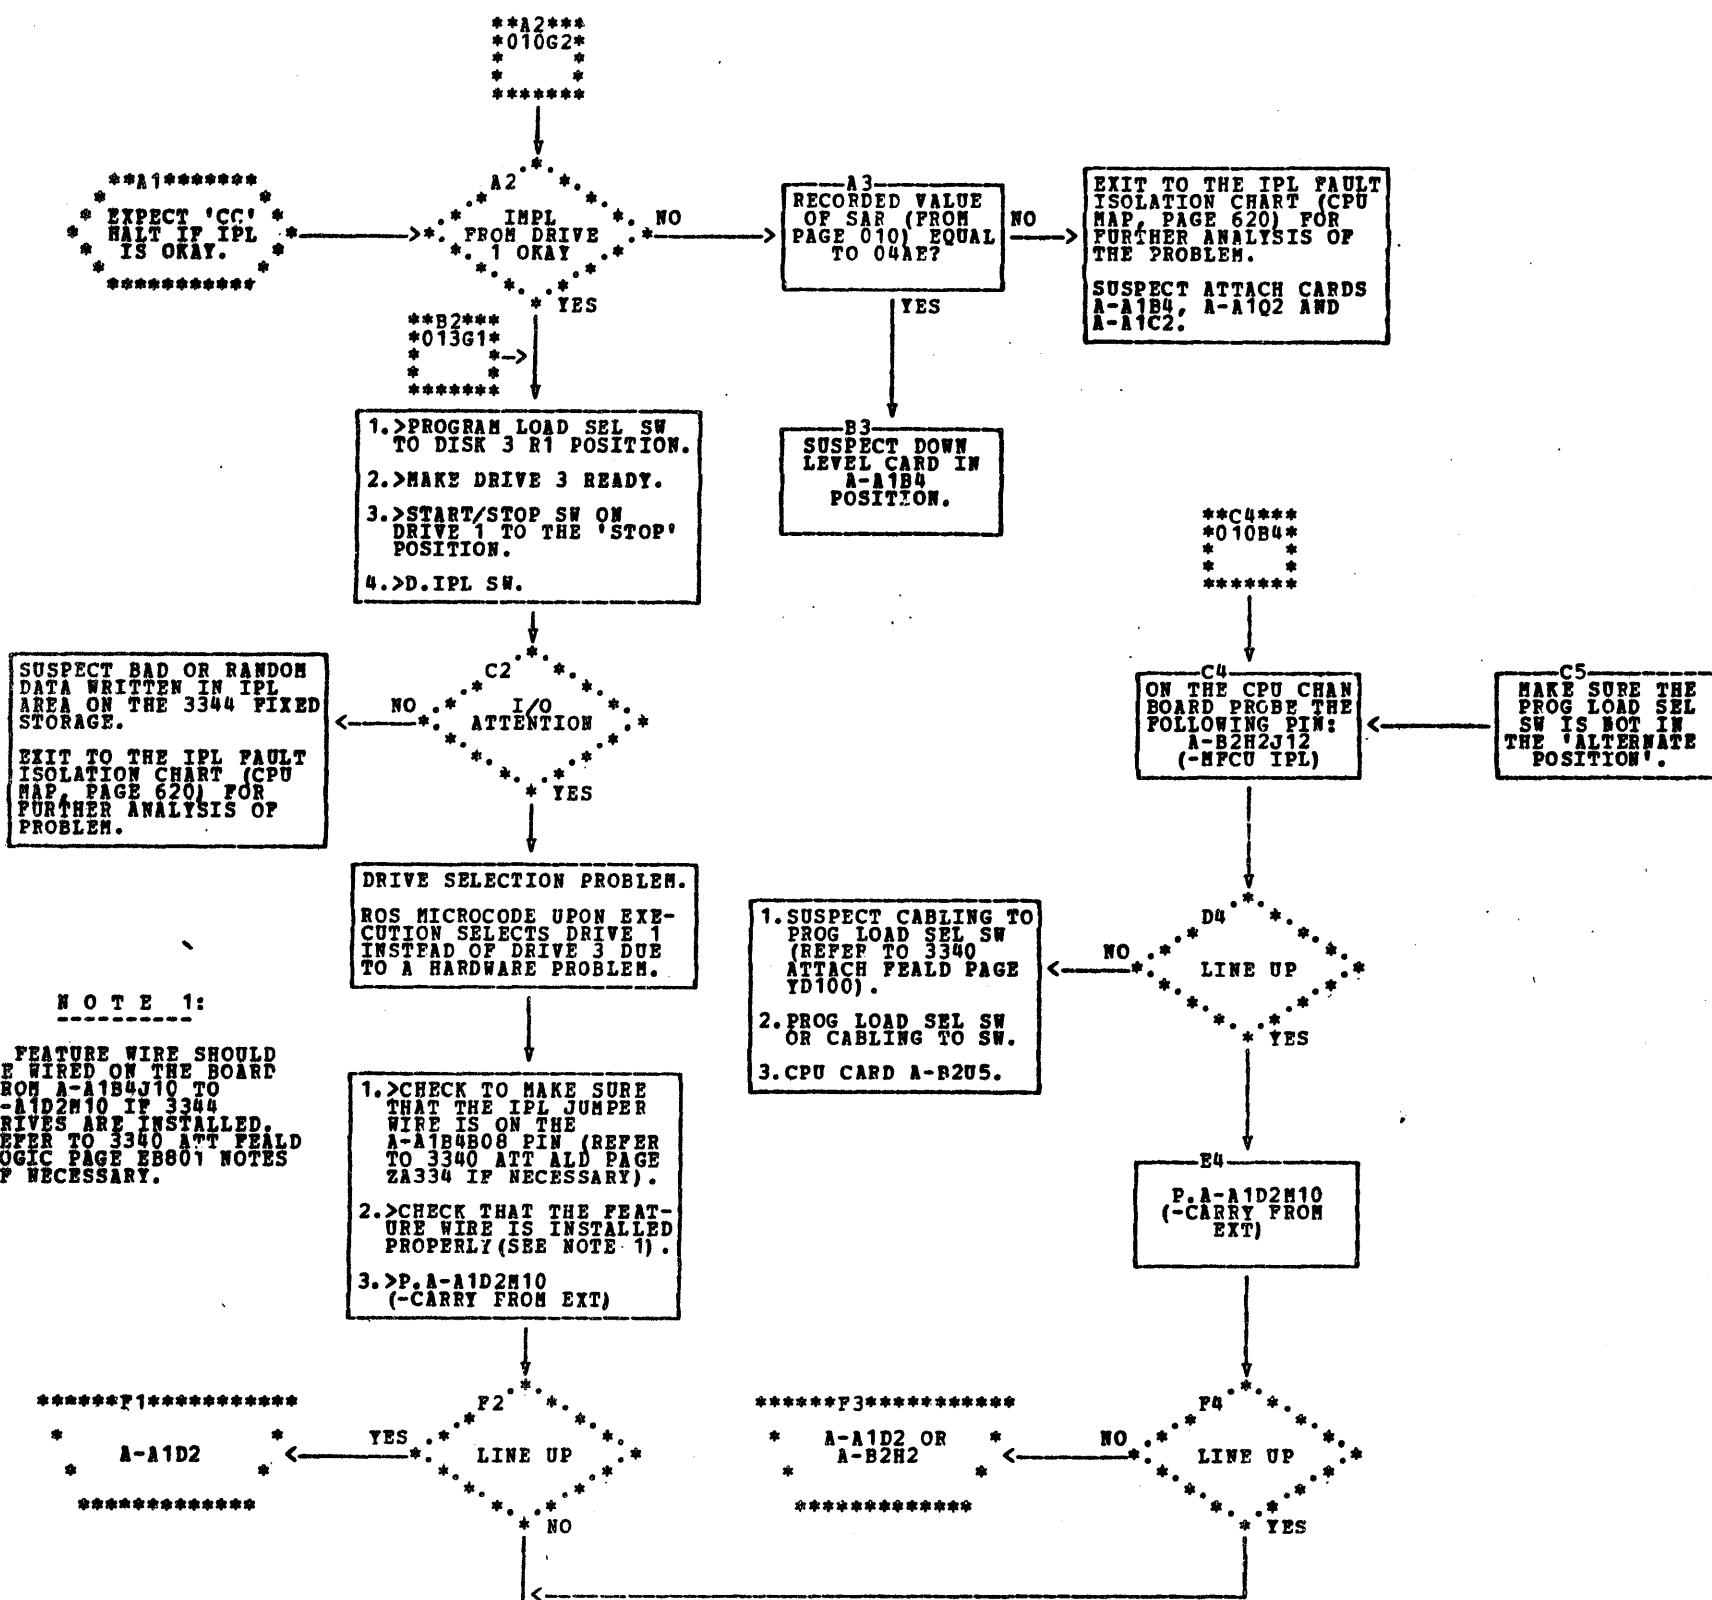 **A2***
*010G2*
* *
* *
*******
**A1*******
EXPECT 'CC'
HALT IF IPL
IS OKAY.
***********
A2
IMPL
FROM DRIVE
1 OKAY
NO
YES
A3
RECORDED VALUE
OF SAR (FROM
PAGE 010) EQUAL
TO 04AE?
NO
YES
EXIT TO THE IPL FAULT
ISOLATION CHART (CPU
MAP, PAGE 620) FOR
FURTHER ANALYSIS OF
THE PROBLEM.
SUSPECT ATTACH CARDS
A-A1B4, A-A1Q2 AND
A-A1C2.
**B2***
*013G1*
* *->
* *
*******
1.>PROGRAM LOAD SEL SW
TO DISK 3 R1 POSITION.
2.>MAKE DRIVE 3 READY.
3.>START/STOP SW ON
DRIVE 1 TO THE 'STOP'
POSITION.
4.>D.IPL SW.
B3
SUSPECT DOWN
LEVEL CARD IN
A-A1B4
POSITION.
**C4***
*010B4*
* *
* *
*******
SUSPECT BAD OR RANDOM
DATA WRITTEN IN IPL
AREA ON THE 3344 FIXED
STORAGE.
EXIT TO THE IPL FAULT
ISOLATION CHART (CPU
MAP, PAGE 620) FOR
FURTHER ANALYSIS OF
PROBLEM.
C2
I/O
ATTENTION
NO
YES
C4
ON THE CPU CHAN
BOARD PROBE THE
FOLLOWING PIN:
A-B2H2J12
(-MFCU IPL)
C5
MAKE SURE THE
PROG LOAD SEL
SW IS NOT IN
THE 'ALTERNATE
POSITION'.
DRIVE SELECTION PROBLEM.
ROS MICROCODE UPON EXE-
CUTION SELECTS DRIVE 1
INSTEAD OF DRIVE 3 DUE
TO A HARDWARE PROBLEM.
1.SUSPECT CABLING TO
PROG LOAD SEL SW
(REFER TO 3340
ATTACH FEALD PAGE
YD100).
2.PROG LOAD SEL SW
OR CABLING TO SW.
3.CPU CARD A-B2U5.
D4
LINE UP
NO
YES
N O T E 1:
FEATURE WIRE SHOULD
E WIRED ON THE BOARD
ROM A-A1B4J10 TO
-A1D2M10 IF 3344
RIVES ARE INSTALLED.
EFER TO 3340 ATT FEALD
OGIC PAGE EB801 NOTES
F NECESSARY.
1.>CHECK TO MAKE SURE
THAT THE IPL JUMPER
WIRE IS ON THE
A-A1B4B08 PIN (REFER
TO 3340 ATT ALD PAGE
ZA334 IF NECESSARY).
2.>CHECK THAT THE FEAT-
URE WIRE IS INSTALLED
PROPERLY(SEE NOTE 1).
3.>P.A-A1D2M10
(-CARRY FROM EXT)
E4
P.A-A1D2M10
(-CARRY FROM
EXT)
******F1***********
A-A1D2
*************
F2
LINE UP
YES
NO
******F3***********
A-A1D2 OR
A-B2H2
*************
F4
LINE UP
NO
YES